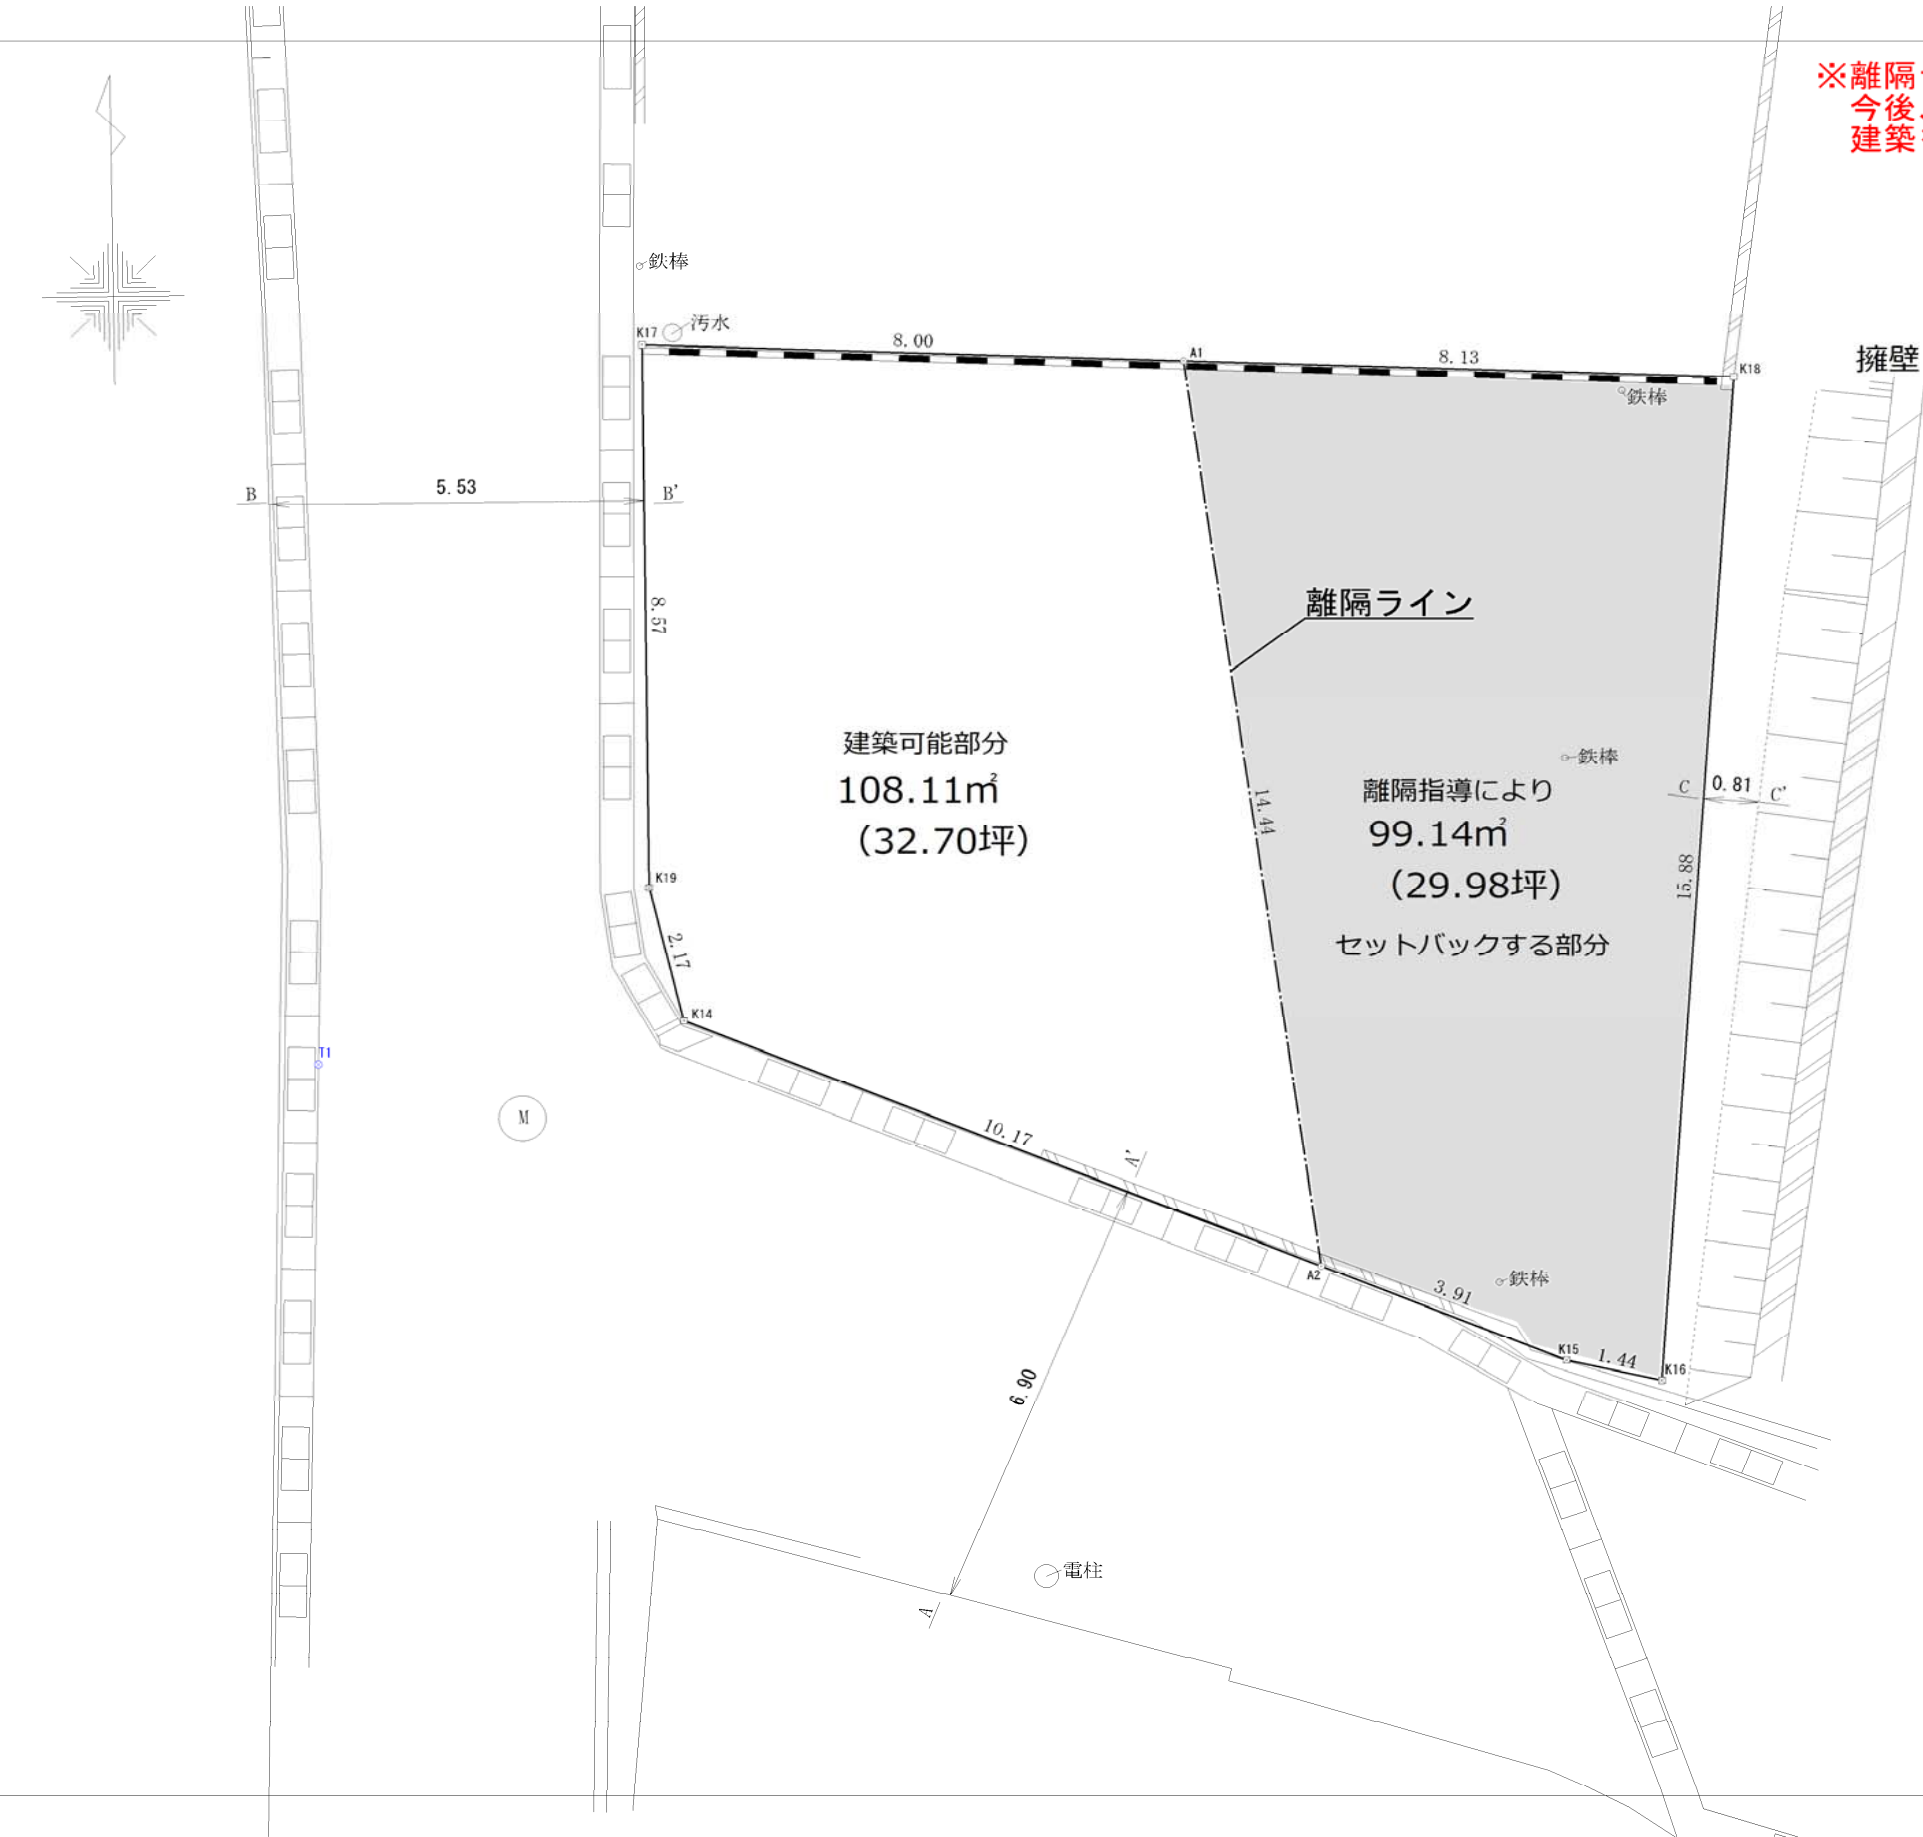 ※離隔
今後
建築
鉄棒
K17
汚水
8.00
A1
8.13
K18
擁壁
鉄棒
B
5.53
B'
8.57
離隔ライン
建築可能部分
108.11㎡
（32.70坪）
鉄棒
離隔指導により
99.14㎡
（29.98坪）
セットバックする部分
14.44
C
0.81
C'
15.88
K19
2.17
K14
T1
M
10.17
A'
A2
3.91
鉄棒
K15
1.44
K16
6.90
電柱
A